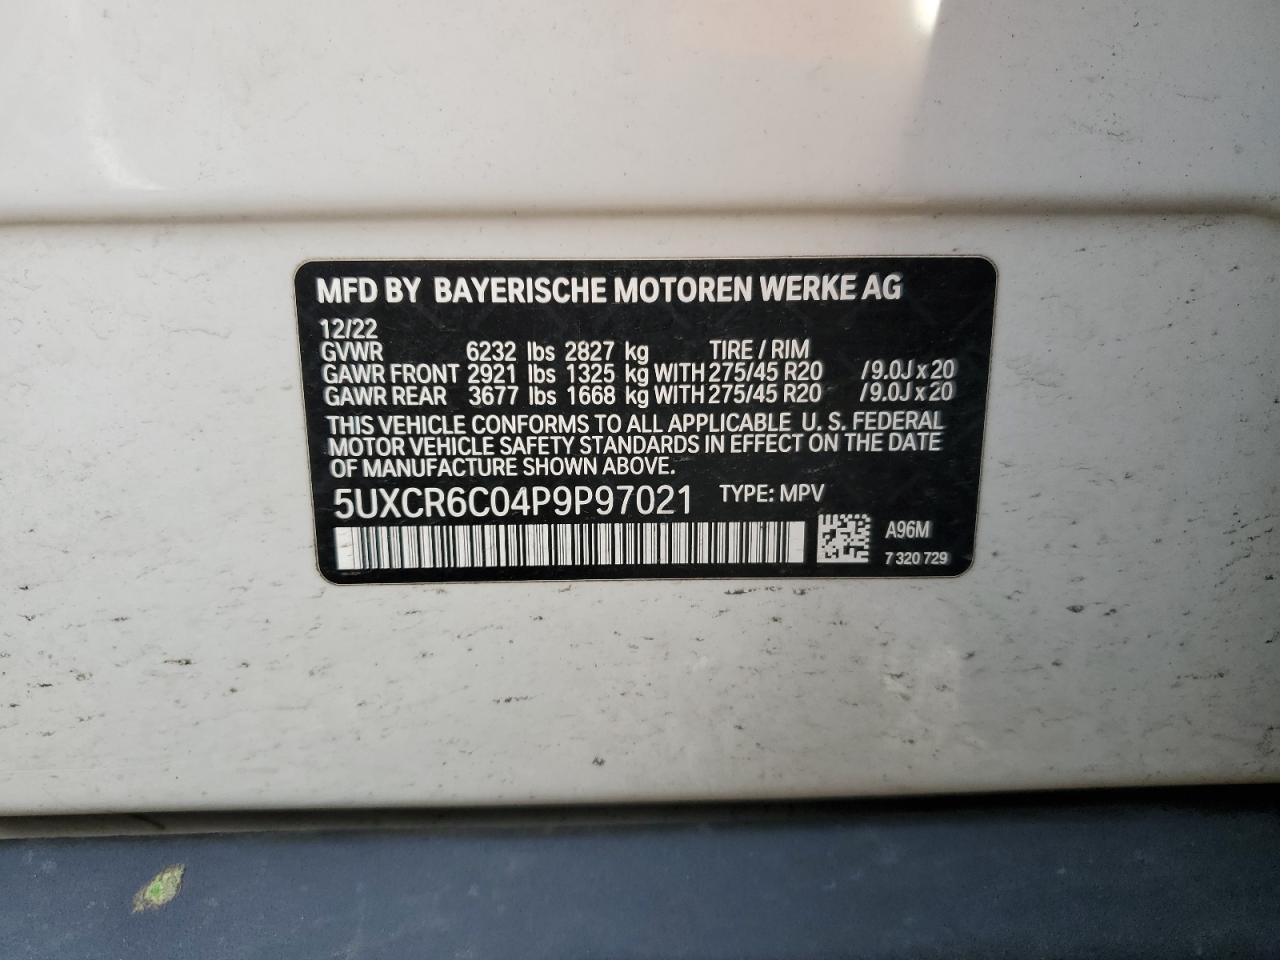 MFD BY BAYERISCHE MOTOREN WERKE AG
12/22
GVWR 6232 lbs 2827 kg TIRE / RIM
GAWR FRONT 2921 lbs 1325 kg WITH 275/45 R20 / 9.0J x 20
GAWR REAR 3677 lbs 1668 kg WITH 275/45 R20 / 9.0J x 20
THIS VEHICLE CONFORMS TO ALL APPLICABLE U. S. FEDERAL
MOTOR VEHICLE SAFETY STANDARDS IN EFFECT ON THE DATE
OF MANUFACTURE SHOWN ABOVE.
5UXCR6C04P9P97021 TYPE: MPV
A96M
7 320 729